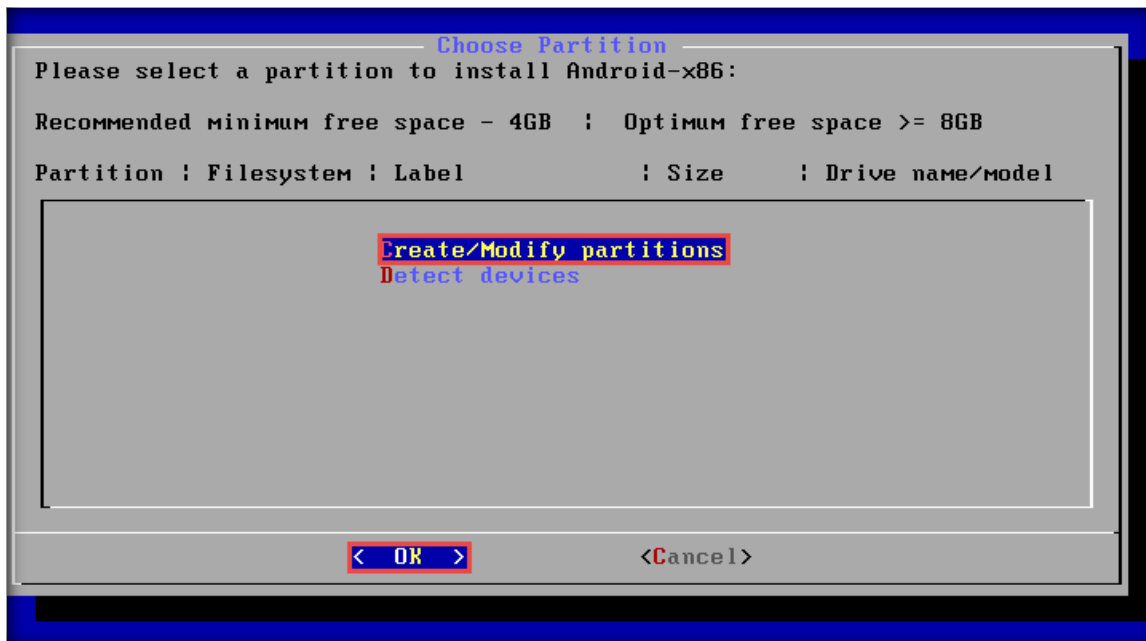 Choose Partition
Please select a partition to install Android-x86:
Recommended minimum free space - 4GB ¦ Optimum free space >= 8GB
Partition ¦ Filesystem ¦ Label ¦ Size ¦ Drive name/model
Create/Modify partitions
Detect devices
< OK > <Cancel>